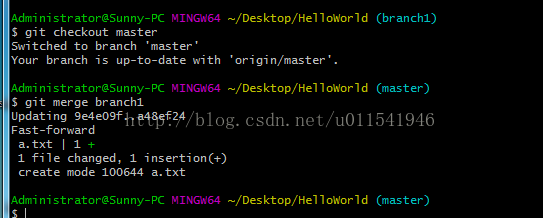 Administrator@Sunny-PC MINGW64 ~/Desktop/HelloWorld (branch1)
$ git checkout master
Switched to branch 'master'
Your branch is up-to-date with 'origin/master'.
Administrator@Sunny-PC MINGW64 ~/Desktop/HelloWorld (master)
$ git merge branch1
Updating 9e4e09f..a48ef24
http://blog.csdn.net/u011541946
Fast-forward
a.txt | 1 +
1 file changed, 1 insertion(+)
create mode 100644 a.txt
Administrator@Sunny-PC MINGW64 ~/Desktop/HelloWorld (master)
$